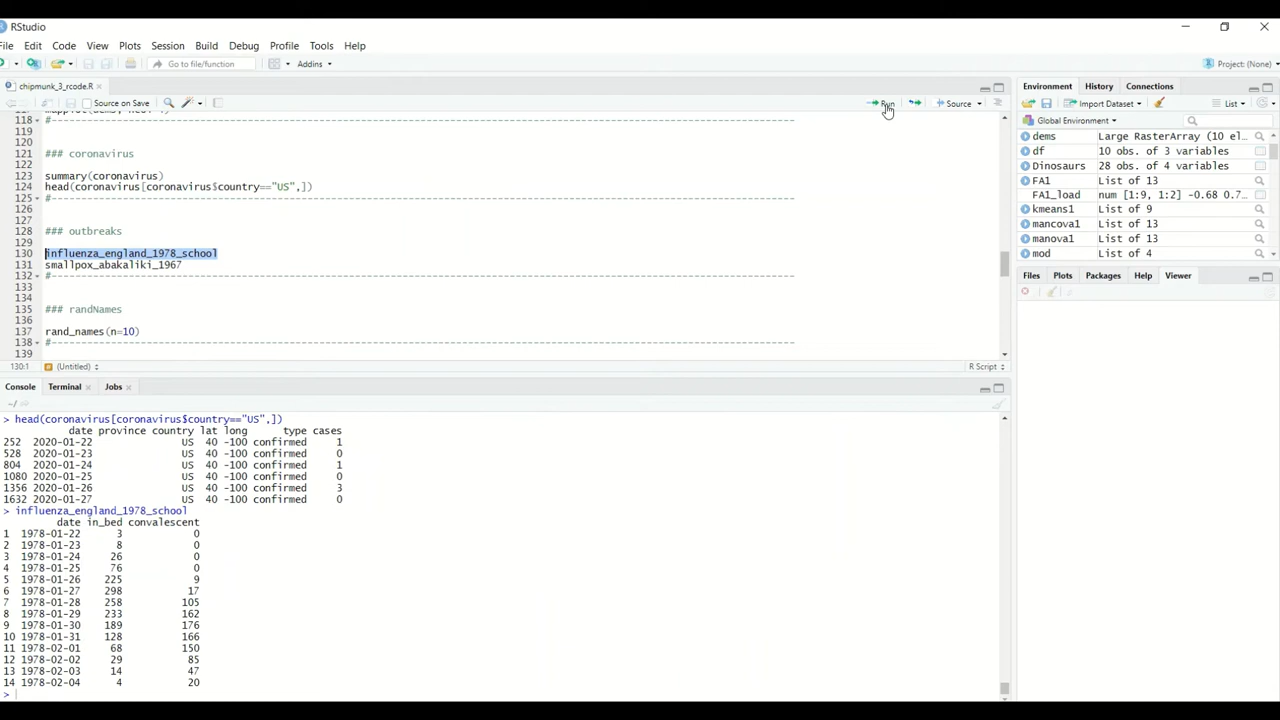 RStudio
File Edit Code View Plots Session Build Debug Profile Tools Help
Go to file/function Addins Project: (None)
chipmunk_3_rcode.R
Source on Save Run Source
118 #
119
120
121 ### coronavirus
122
123 summary(coronavirus)
124 head(coronavirus[coronavirus$country=="US",])
125 #
126
127
128 ### outbreaks
129
130 influenza_england_1978_school
131 smallpox_abakaliki_1967
132 #
133
134
135 ### randNames
136
137 rand_names(n=10)
138 #
139
130:1 (Untitled) R Script
Console Terminal Jobs
~/
> head(coronavirus[coronavirus$country=="US",])
date province country lat long type cases
252 2020-01-22 US 40 -100 confirmed 1
528 2020-01-23 US 40 -100 confirmed 0
804 2020-01-24 US 40 -100 confirmed 1
1080 2020-01-25 US 40 -100 confirmed 0
1356 2020-01-26 US 40 -100 confirmed 3
1632 2020-01-27 US 40 -100 confirmed 0
> influenza_england_1978_school
date in_bed convalescent
1 1978-01-22 3 0
2 1978-01-23 8 0
3 1978-01-24 26 0
4 1978-01-25 76 0
5 1978-01-26 225 9
6 1978-01-27 298 17
7 1978-01-28 258 105
8 1978-01-29 233 162
9 1978-01-30 189 176
10 1978-01-31 128 166
11 1978-02-01 68 150
12 1978-02-02 29 85
13 1978-02-03 14 47
14 1978-02-04 4 20
>
Environment History Connections
Import Dataset List
Global Environment
dems Large RasterArray (10 el...
df 10 obs. of 3 variables
Dinosaurs 28 obs. of 4 variables
FA1 List of 13
FA1_load num [1:9, 1:2] -0.68 0.7...
kmeans1 List of 9
mancova1 List of 13
manova1 List of 13
mod List of 4
Files Plots Packages Help Viewer